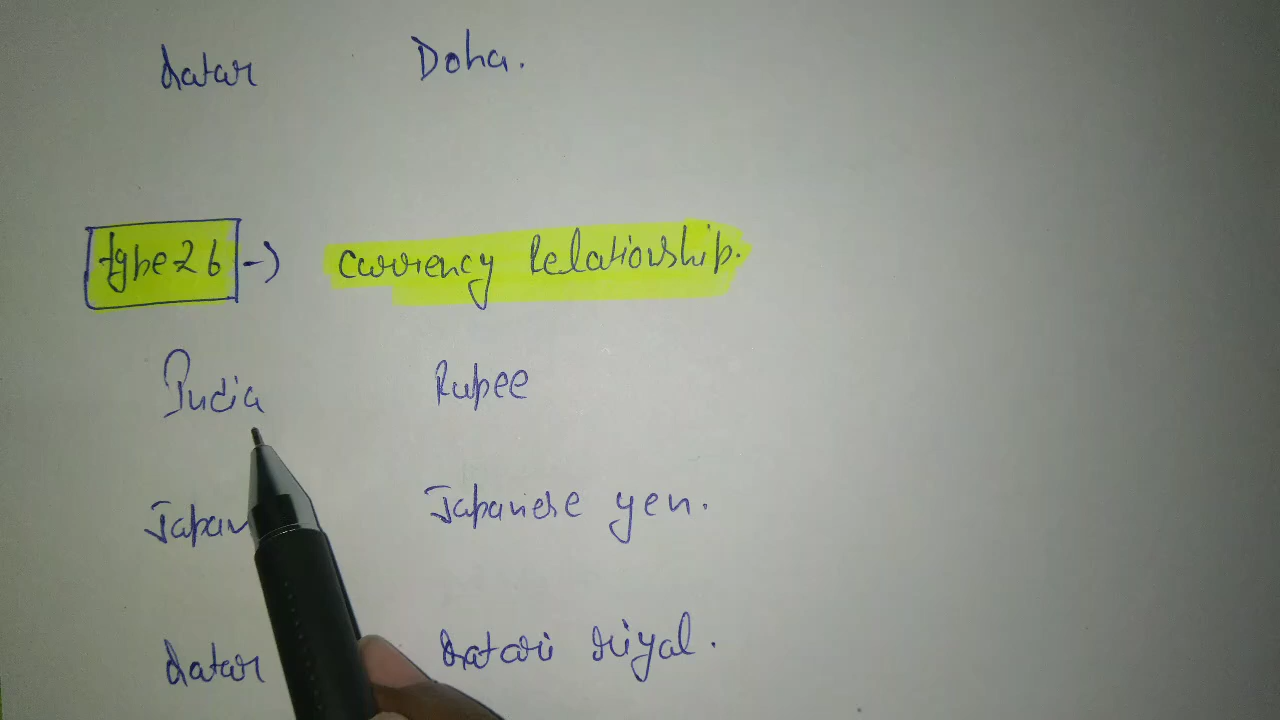 Qatar Doha.
type 26 -> Currency Relationship.
India Rupee
Japan Japanese yen.
Qatar Qatari riyal.